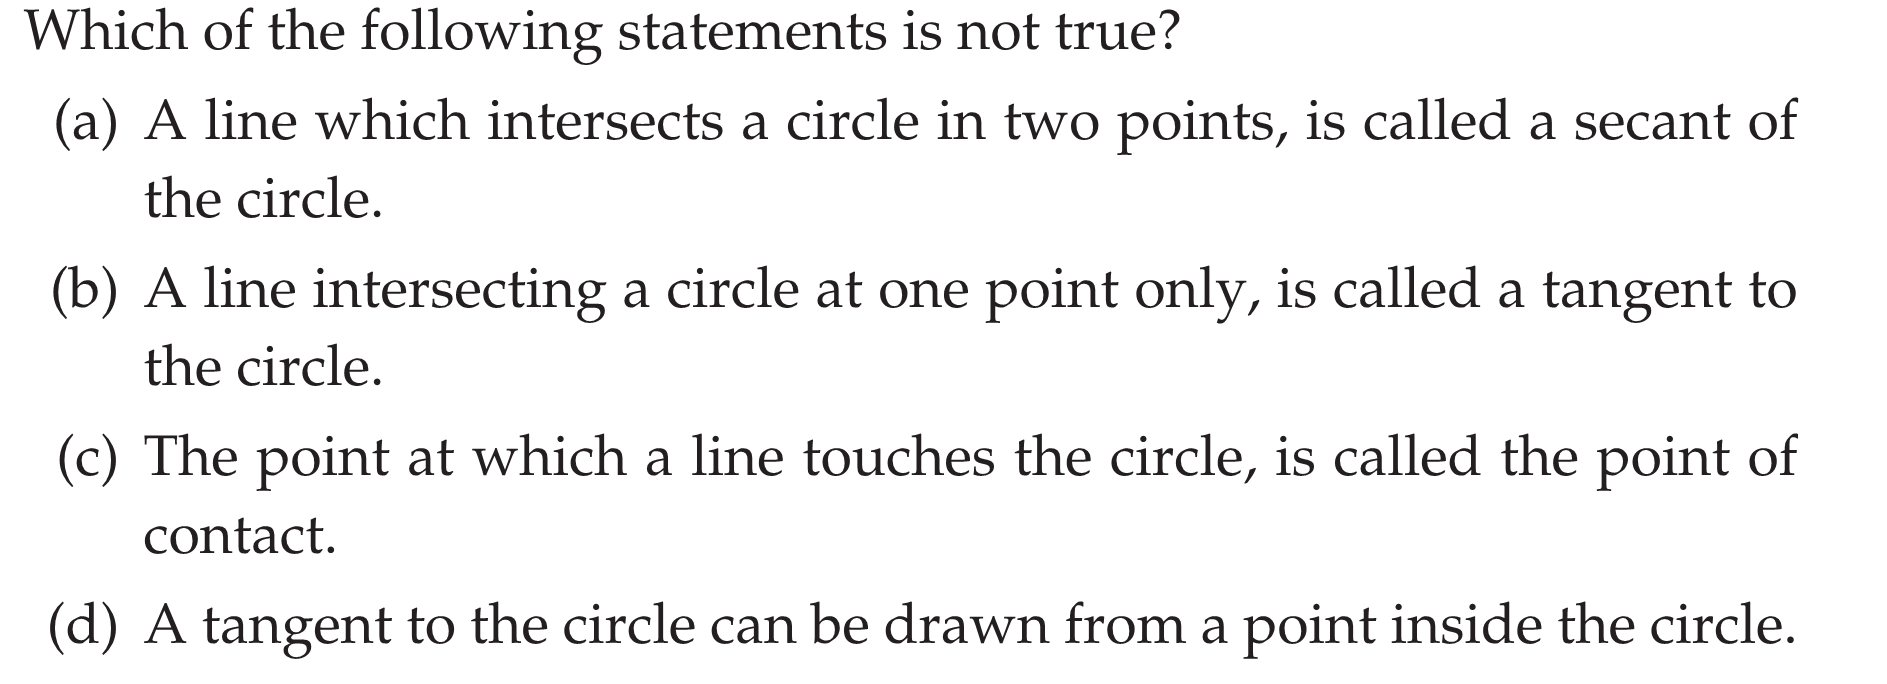 Which of the following statements is not true?
(a) A line which intersects a circle in two points, is called a secant of
the circle.
(b) A line intersecting a circle at one point only, is called a tangent to
the circle.
(c) The point at which a line touches the circle, is called the point of
contact.
(d) A tangent to the circle can be drawn from a point inside the circle.